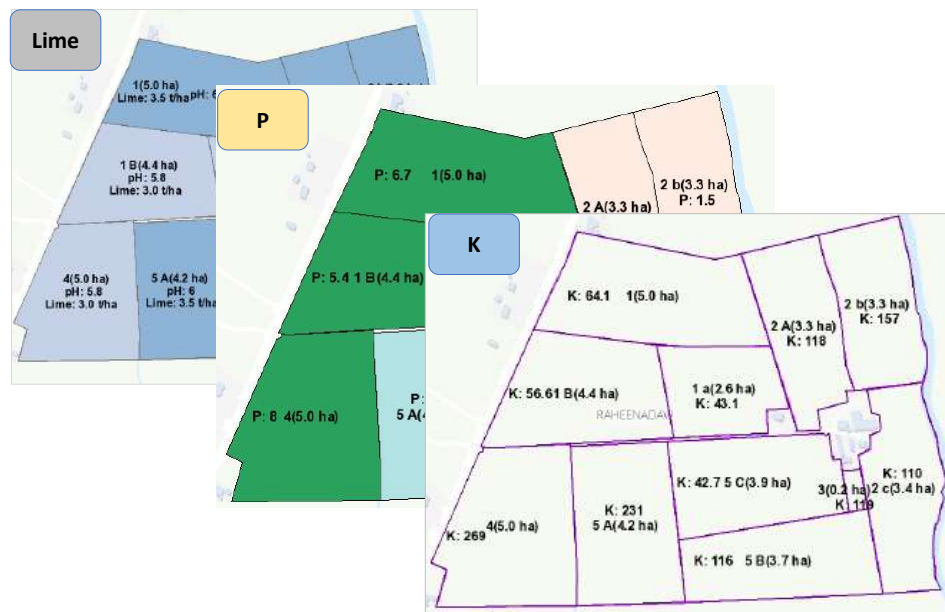 Lime
1(5.0 ha)
Lime: 3.5 t/ha
1 B(4.4 ha)
pH: 5.8
Lime: 3.0 t/ha
4(5.0 ha)
pH: 5.8
Lime: 3.0 t/ha
5 A(4.2 ha)
pH: 6
Lime: 3.5 t/ha
P
P: 6.7 1(5.0 ha)
2 A(3.3 ha)
2 b(3.3 ha)
P: 1.5
P: 5.4 1 B(4.4 ha)
P: 8 4(5.0 ha)
P:
5 A(4
K
K: 64.1 1(5.0 ha)
2 A(3.3 ha)
K: 118
2 b(3.3 ha)
K: 157
K: 56.61 B(4.4 ha)
1 a(2.6 ha)
K: 43.1
K: 42.7 5 C(3.9 ha)
K: 110
3(0.2 ha)2 c(3.4 ha)
K: 119
K: 269 4(5.0 ha)
K: 231
5 A(4.2 ha)
K: 116 5 B(3.7 ha)